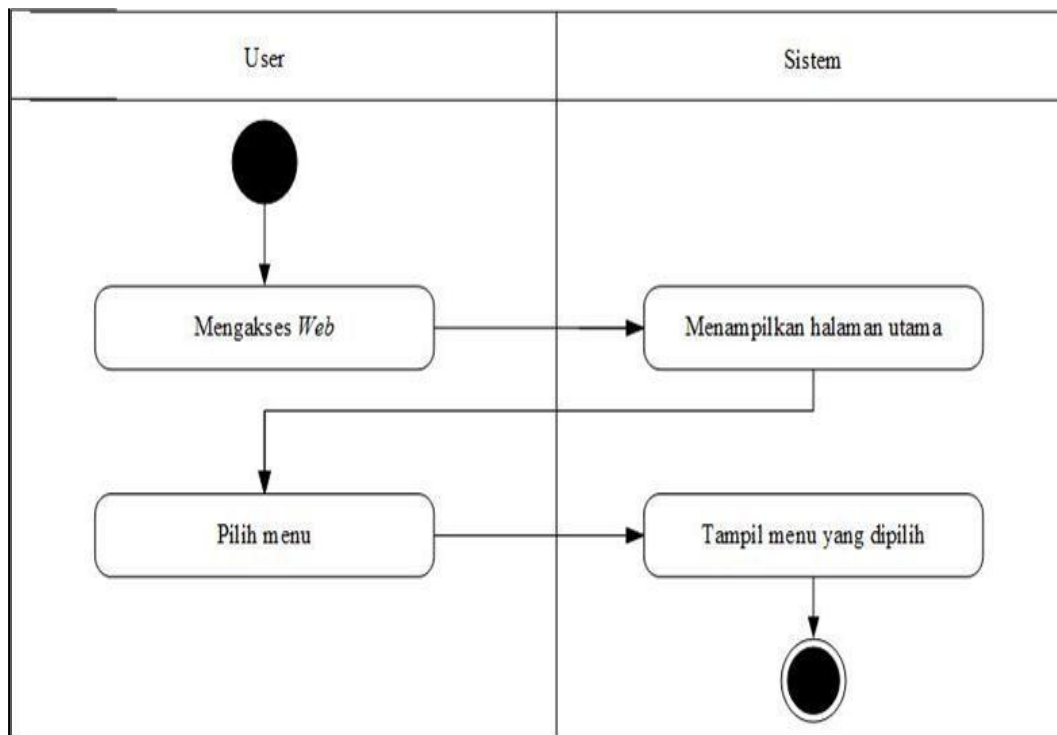 User
Sistem
Mengakses Web
Menampilkan halaman utama
Pilih menu
Tampil menu yang dipilih